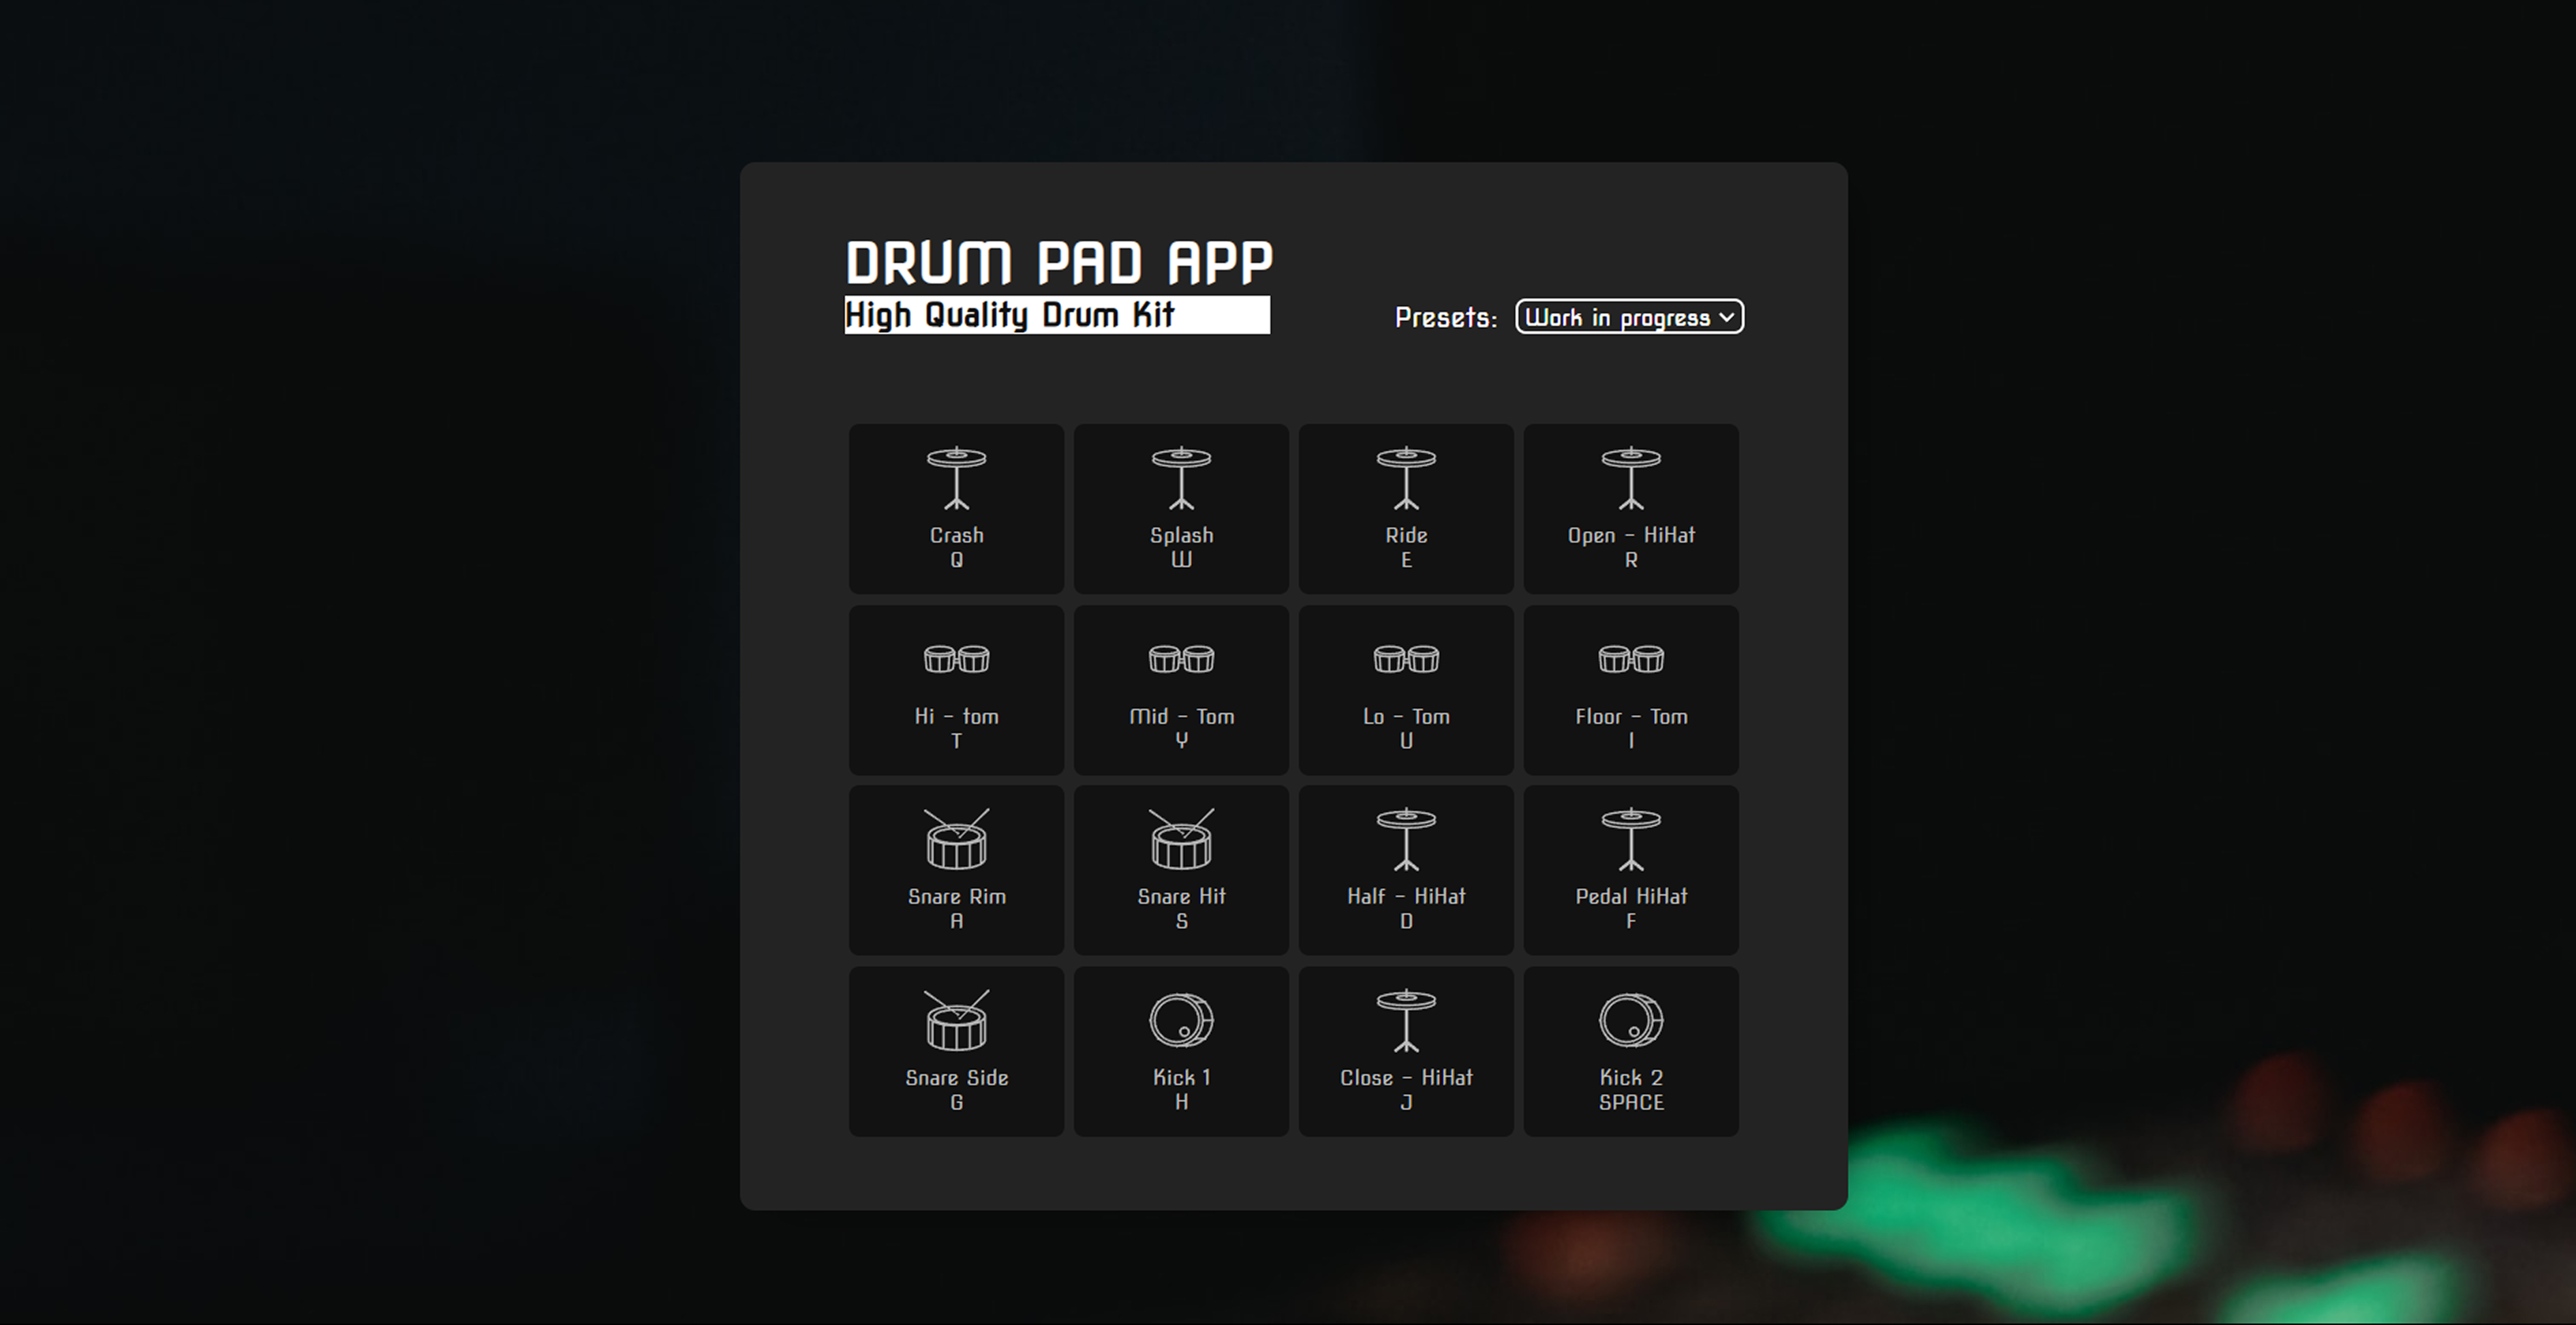 DRUM PAD APP
High Quality Drum Kit
Presets: Work in progress
Crash
Q
Splash
W
Ride
E
Open - HiHat
R
Hi - tom
T
Mid - Tom
Y
Lo - Tom
U
Floor - Tom
I
Snare Rim
A
Snare Hit
S
Half - HiHat
D
Pedal HiHat
F
Snare Side
G
Kick 1
H
Close - HiHat
J
Kick 2
SPACE